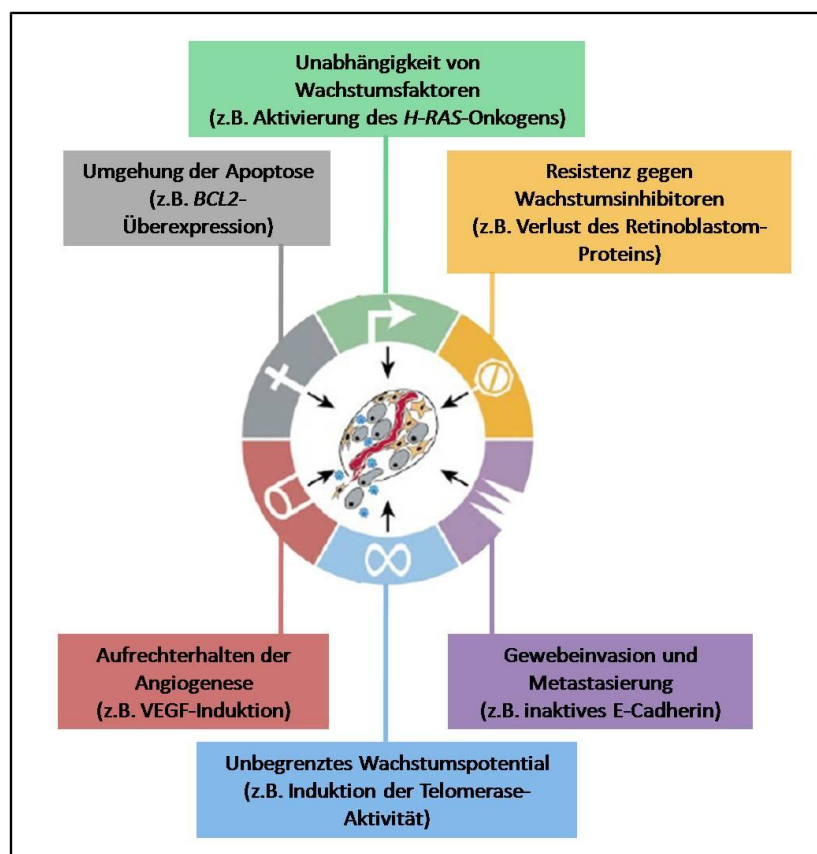 Unabhängigkeit von
Wachstumsfaktoren
(z.B. Aktivierung des H-RAS-Onkogens)
Umgehung der Apoptose
(z.B. BCL2-
Überexpression)
Resistenz gegen
Wachstumsinhibitoren
(z.B. Verlust des Retinoblastom-
Proteins)
Aufrechterhalten der
Angiogenese
(z.B. VEGF-Induktion)
Gewebeinvasion und
Metastasierung
(z.B. inaktives E-Cadherin)
Unbegrenztes Wachstumspotential
(z.B. Induktion der Telomerase-
Aktivität)